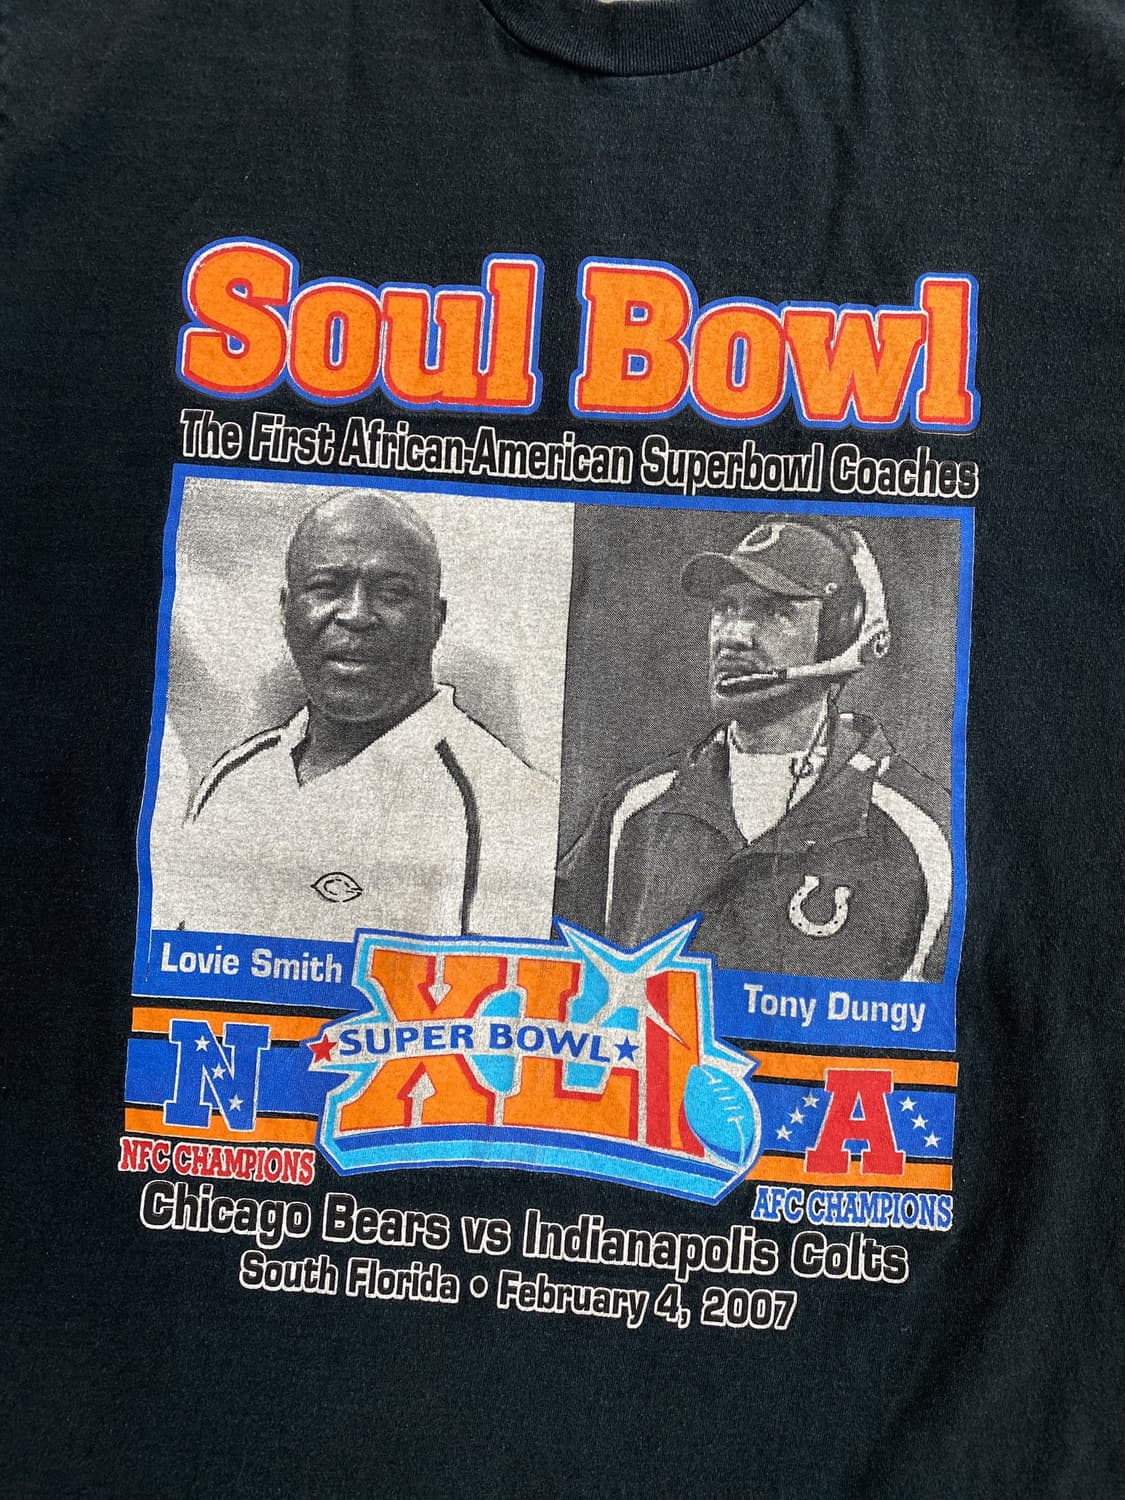 Soul Bowl
The First African-American Superbowl Coaches
C
Lovie Smith
Tony Dungy
XLI
SUPER BOWL
N
A
NFC CHAMPIONS
AFC CHAMPIONS
Chicago Bears vs Indianapolis Colts
South Florida • February 4, 2007